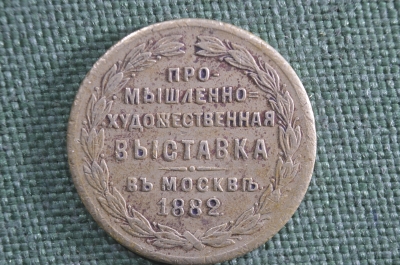 ПРО-
МЫШЛЕННО-
ХУДОЖЕСТВЕННАЯ
ВЫСТАВКА
ВЪ МОСКВѢ
1882